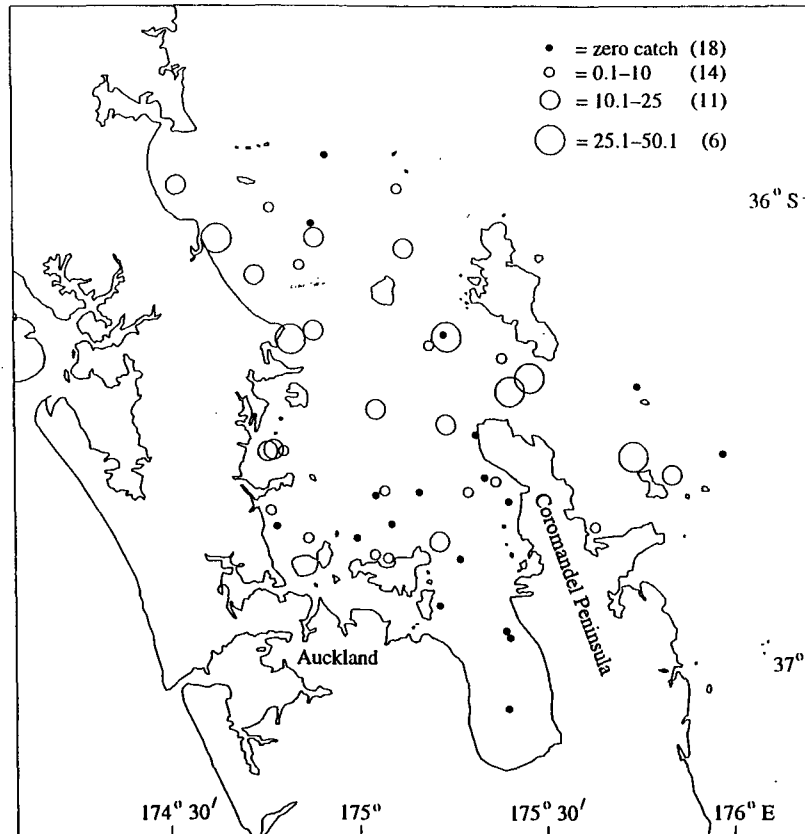 = zero catch (18)
= 0.1–10 (14)
= 10.1–25 (11)
= 25.1–50.1 (6)
36° S
Coromandel Peninsula
Auckland
37°
174° 30′
175°
175° 30′
176° E